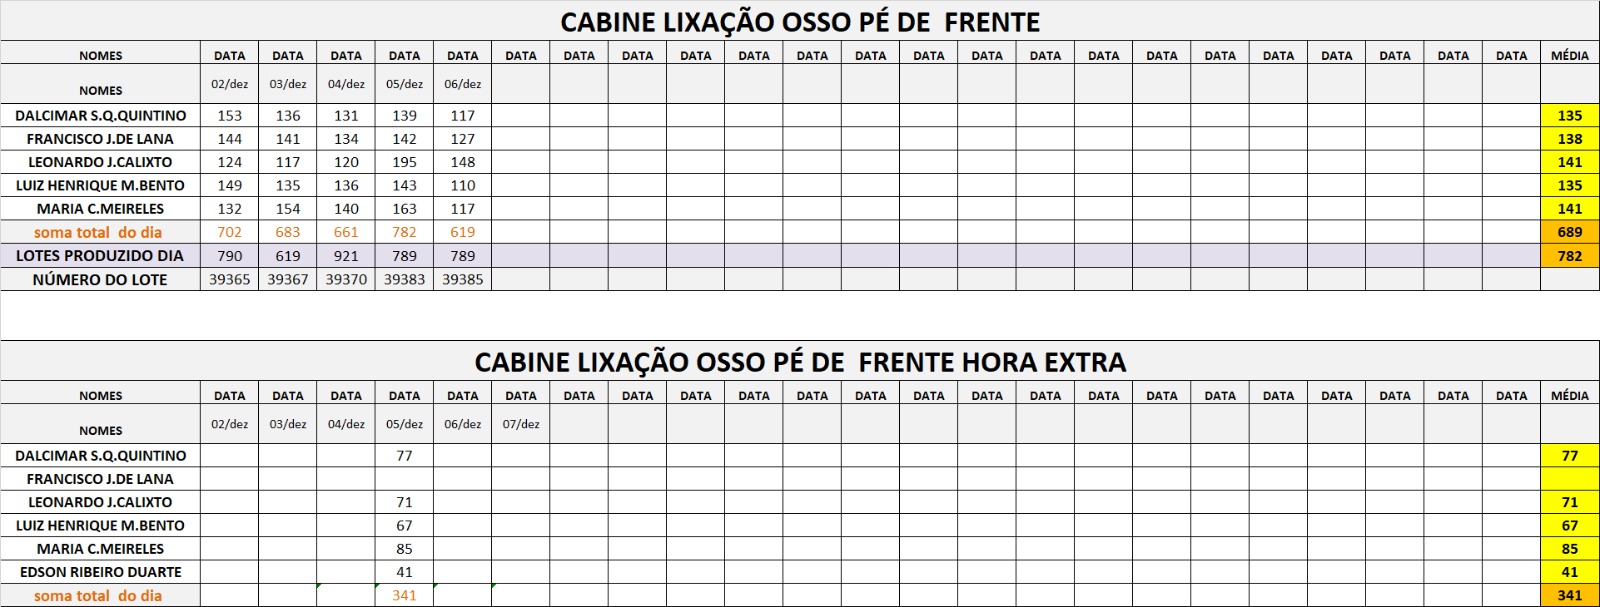 CABINE LIXAÇÃO OSSO PÉ DE  FRENTE
NOMES DATA DATA DATA DATA DATA DATA DATA DATA DATA DATA DATA DATA DATA DATA DATA DATA DATA DATA DATA DATA DATA DATA DATA MÉDIA
NOMES 02/dez 03/dez 04/dez 05/dez 06/dez
DALCIMAR S.Q.QUINTINO 153 136 131 139 117 135
FRANCISCO J.DE LANA 144 141 134 142 127 138
LEONARDO J.CALIXTO 124 117 120 195 148 141
LUIZ HENRIQUE M.BENTO 149 135 136 143 110 135
MARIA C.MEIRELES 132 154 140 163 117 141
soma total  do dia 702 683 661 782 619 689
LOTES PRODUZIDO DIA 790 619 921 789 789 782
NÚMERO DO LOTE 39365 39367 39370 39383 39385
CABINE LIXAÇÃO OSSO PÉ DE  FRENTE HORA EXTRA
NOMES DATA DATA DATA DATA DATA DATA DATA DATA DATA DATA DATA DATA DATA DATA DATA DATA DATA DATA DATA DATA DATA DATA DATA MÉDIA
NOMES 02/dez 03/dez 04/dez 05/dez 06/dez 07/dez
DALCIMAR S.Q.QUINTINO 77 77
FRANCISCO J.DE LANA
LEONARDO J.CALIXTO 71 71
LUIZ HENRIQUE M.BENTO 67 67
MARIA C.MEIRELES 85 85
EDSON RIBEIRO DUARTE 41 41
soma total  do dia 341 341